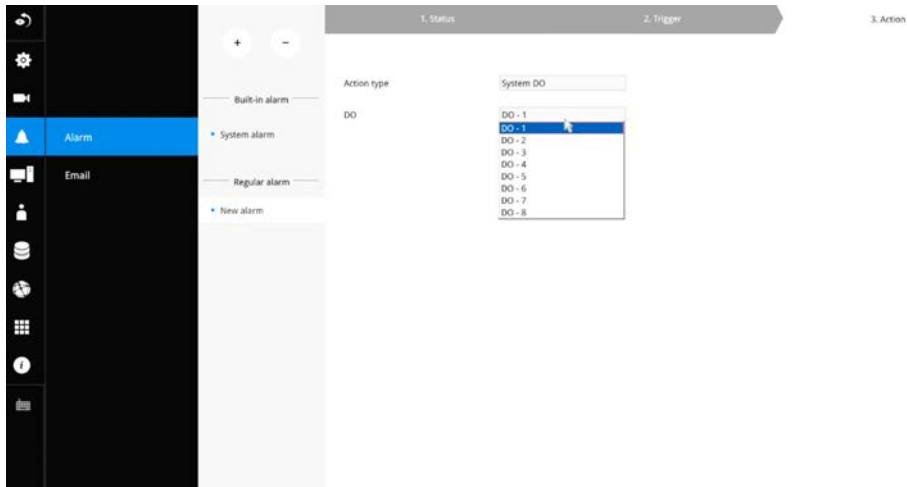 1. Status
2. Trigger
3. Action
+ -
Alarm
Email
Built-in alarm
System alarm
Regular alarm
New alarm
Action type
System DO
DO
DO - 1
DO - 1
DO - 2
DO - 3
DO - 4
DO - 5
DO - 6
DO - 7
DO - 8